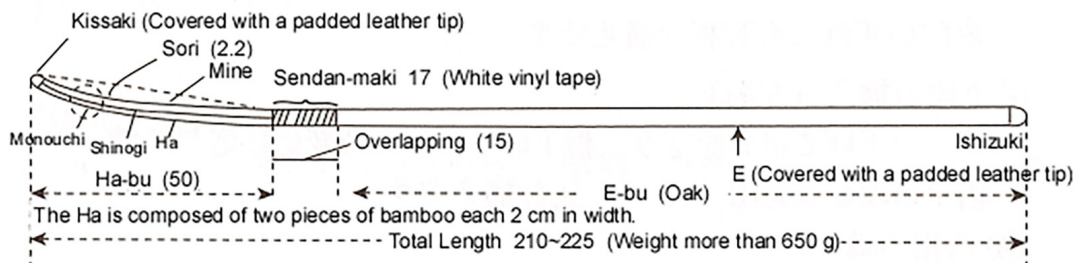 Kissaki (Covered with a padded leather tip)
Sori (2.2)
Mine
Sendan-maki 17 (White vinyl tape)
Monouchi
Shinogi
Ha
Overlapping (15)
Ishizuki
Ha-bu (50)
E (Covered with a padded leather tip)
E-bu (Oak)
The Ha is composed of two pieces of bamboo each 2 cm in width.
Total Length 210~225 (Weight more than 650 g)